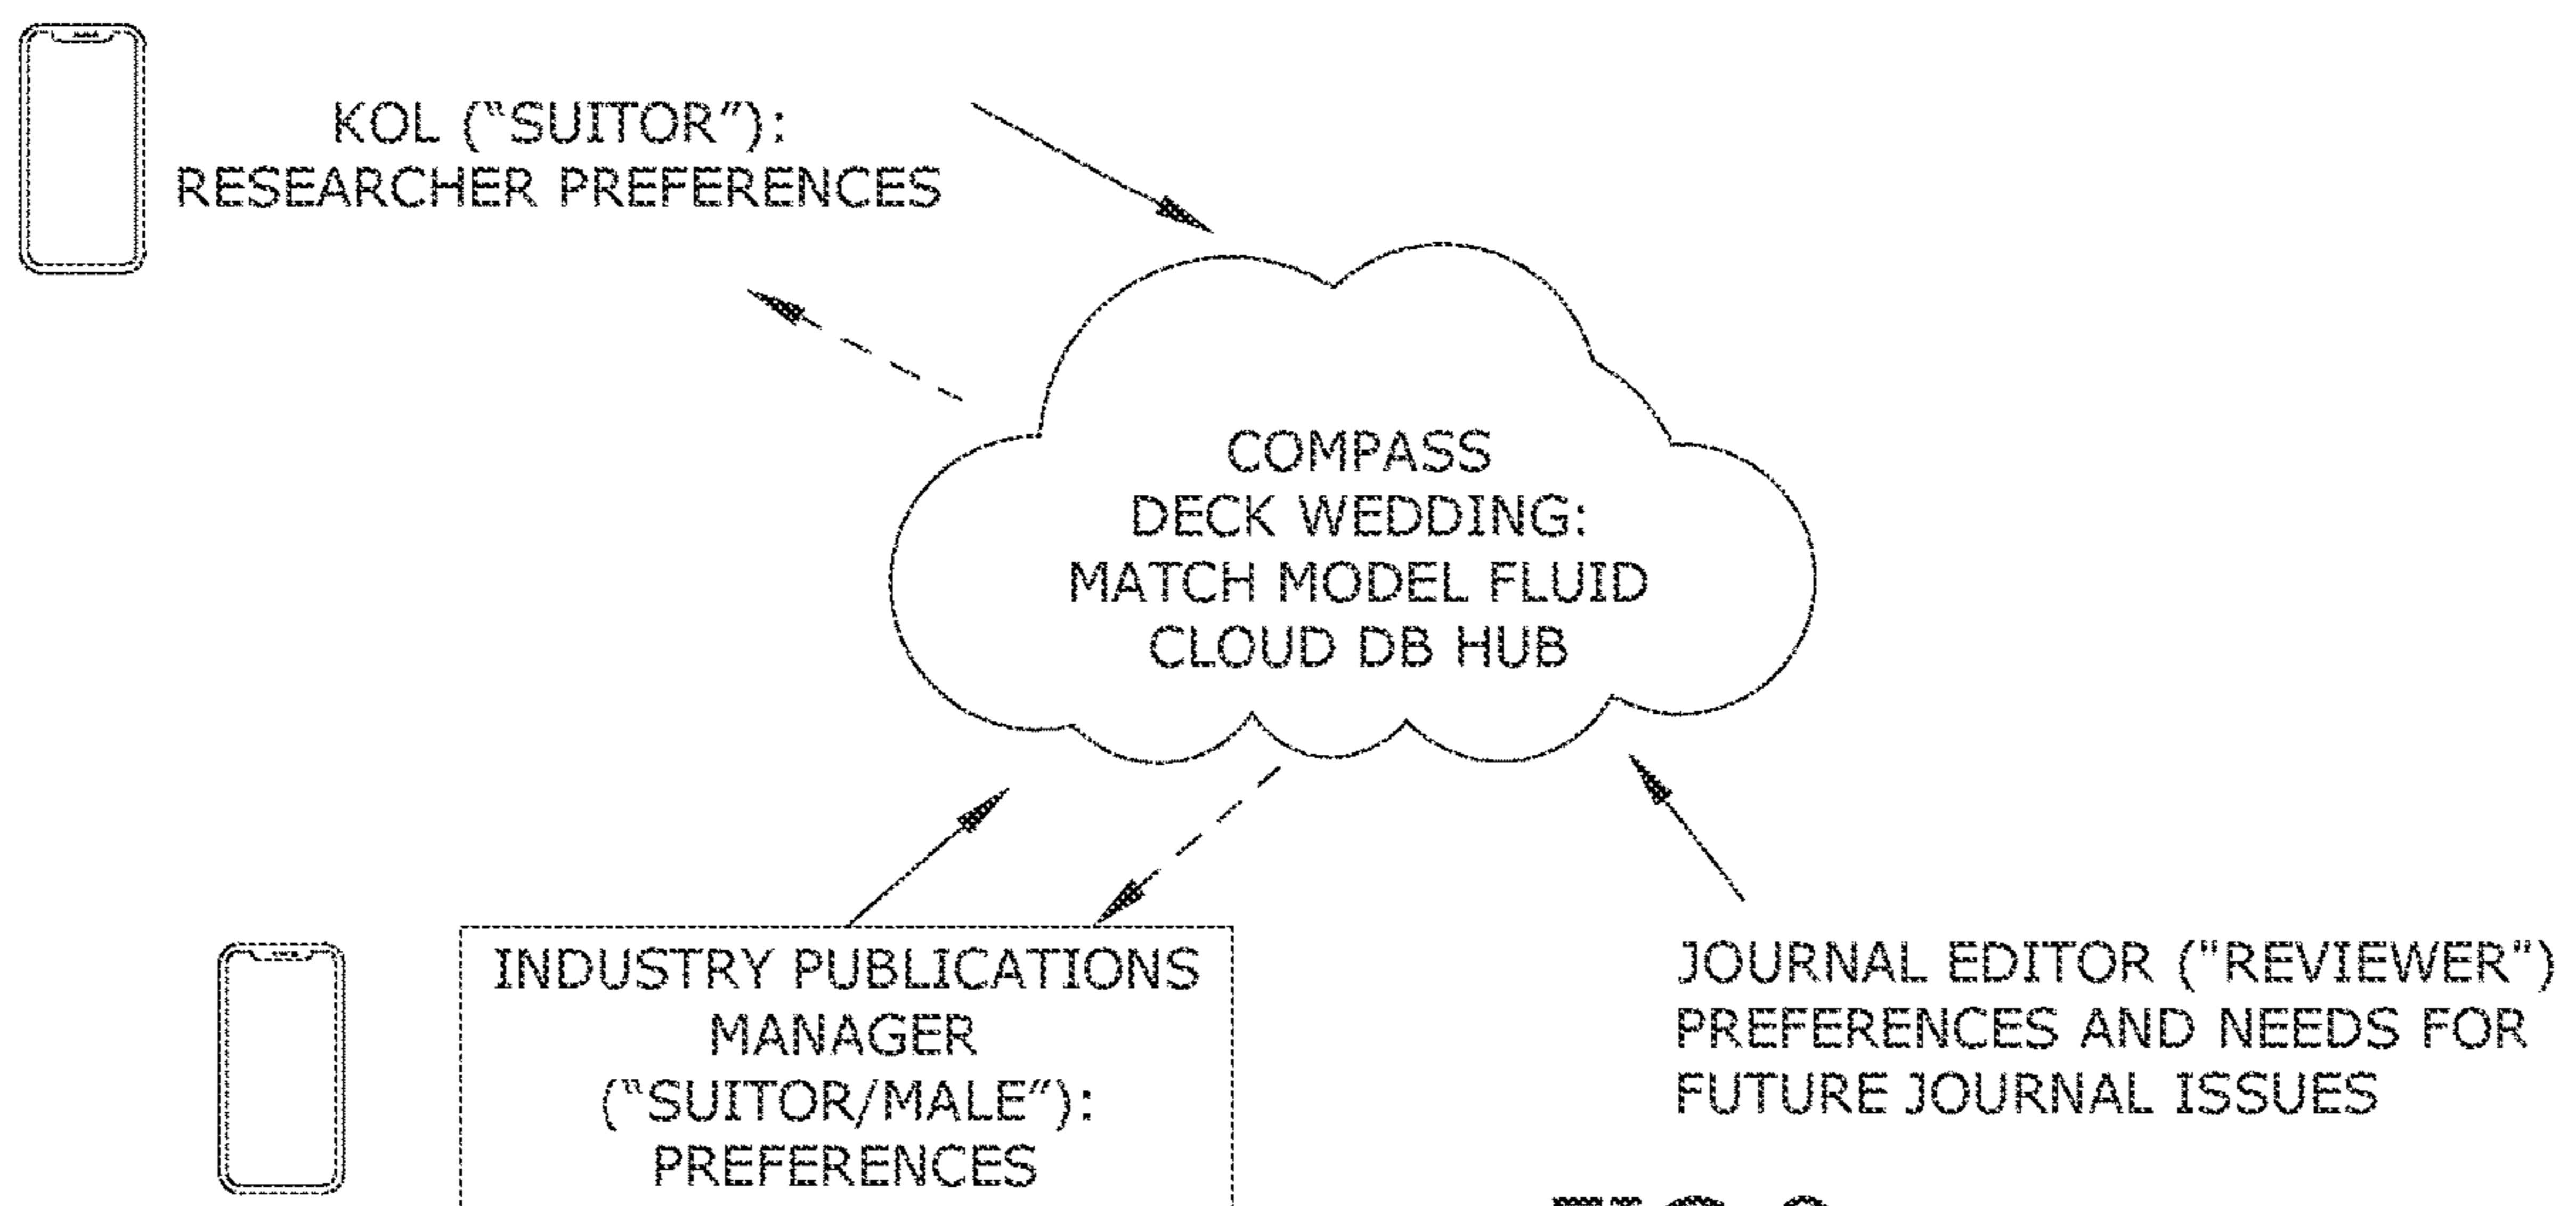 KOL (“SUITOR”):
RESEARCHER PREFERENCES
COMPASS
DECK WEDDING:
MATCH MODEL FLUID
CLOUD DB HUB
INDUSTRY PUBLICATIONS
MANAGER
(“SUITOR/MALE”):
PREFERENCES
JOURNAL EDITOR ("REVIEWER")
PREFERENCES AND NEEDS FOR
FUTURE JOURNAL ISSUES